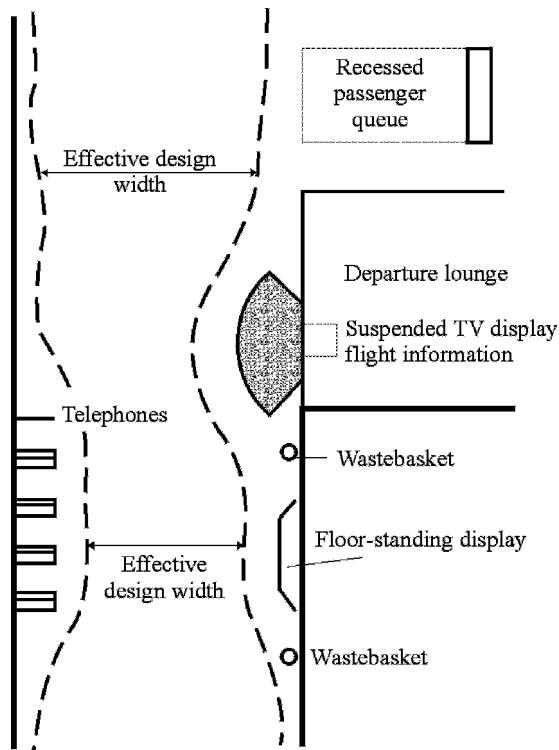 Recessed
passenger
queue
Effective design
width
Departure lounge
Suspended TV display
flight information
Telephones
Wastebasket
Floor-standing display
Effective
design width
Wastebasket